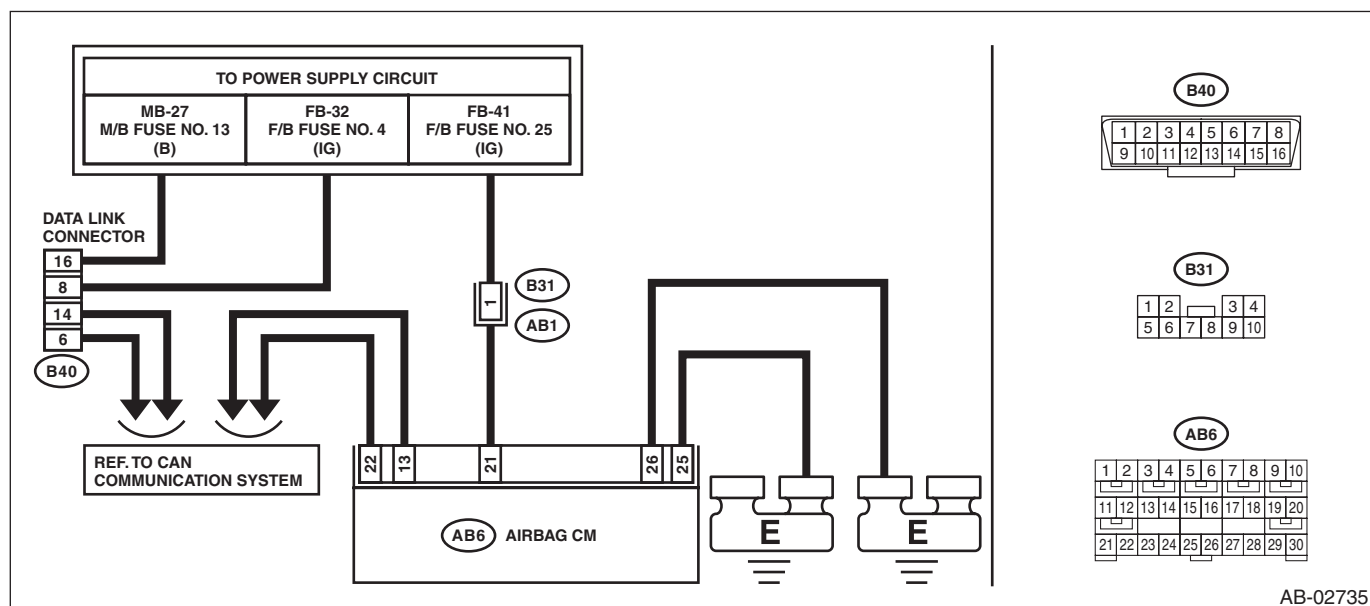 TO POWER SUPPLY CIRCUIT
MB-27
M/B FUSE NO. 13
(B)
FB-32
F/B FUSE NO. 4
(IG)
FB-41
F/B FUSE NO. 25
(IG)
DATA LINK
CONNECTOR
16
8
14
6
B40
1
B31
AB1
REF. TO CAN
COMMUNICATION SYSTEM
22
13
21
26
25
AB6
AIRBAG CM
E
E
B40
1 2 3 4 5 6 7 8
9 10 11 12 13 14 15 16
B31
1 2 3 4
5 6 7 8 9 10
AB6
1 2 3 4 5 6 7 8 9 10
11 12 13 14 15 16 17 18 19 20
21 22 23 24 25 26 27 28 29 30
AB-02735